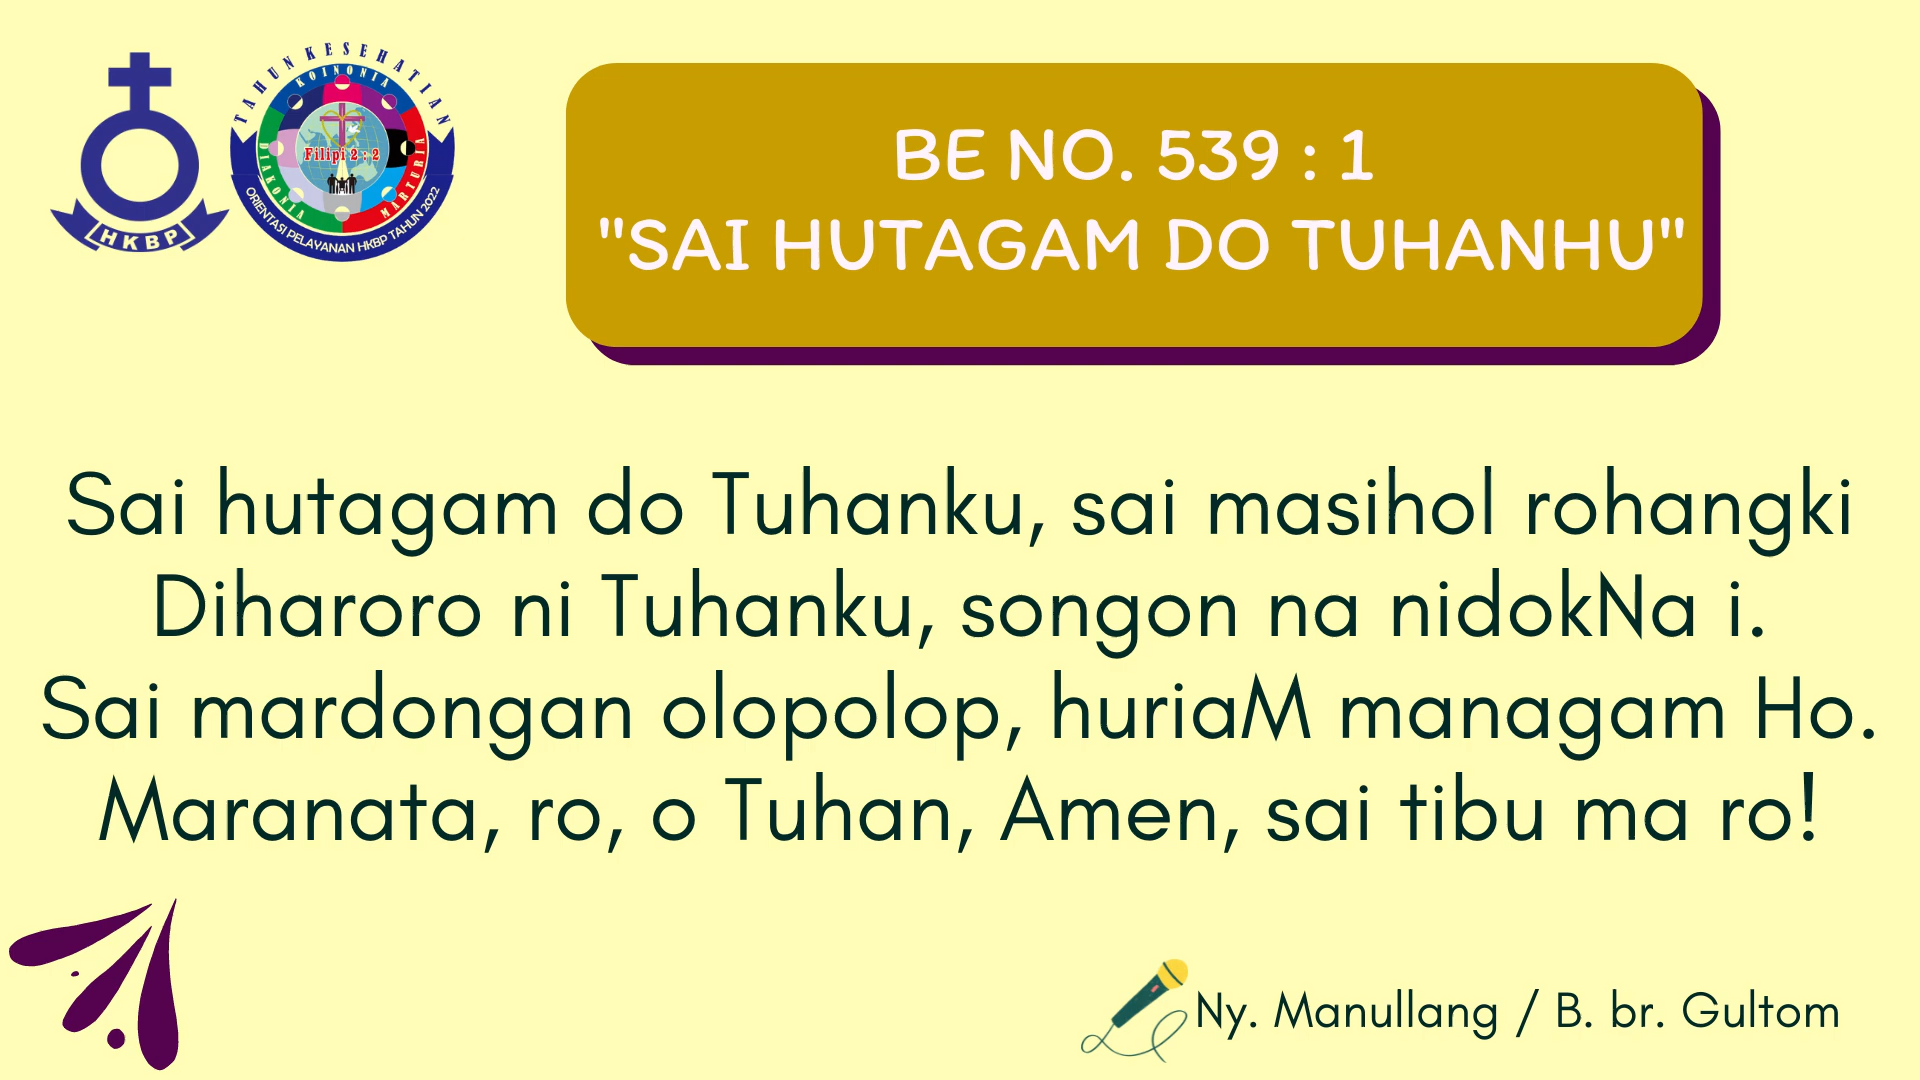 HKBP
TAHUN KESEHATIAN
KOINONIA
DIAKONIA
MARTURIA
Filipi 2 : 2
ORIENTASI PELAYANAN HKBP TAHUN 2022
BE NO. 539 : 1
"SAI HUTAGAM DO TUHANHU"
Sai hutagam do Tuhanku, sai masihol rohangki
Diharoro ni Tuhanku, songon na nidokNa i.
Sai mardongan olopolop, huriaM managam Ho.
Maranata, ro, o Tuhan, Amen, sai tibu ma ro!
Ny. Manullang / B. br. Gultom